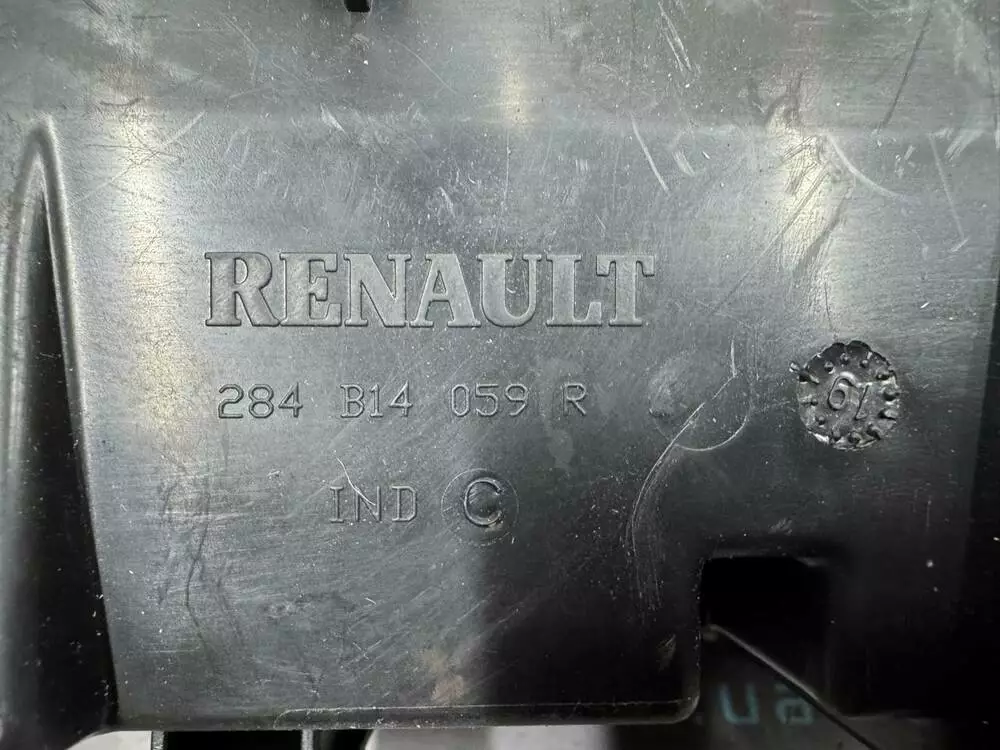 RENAULT
284 B14 059 R
IND C